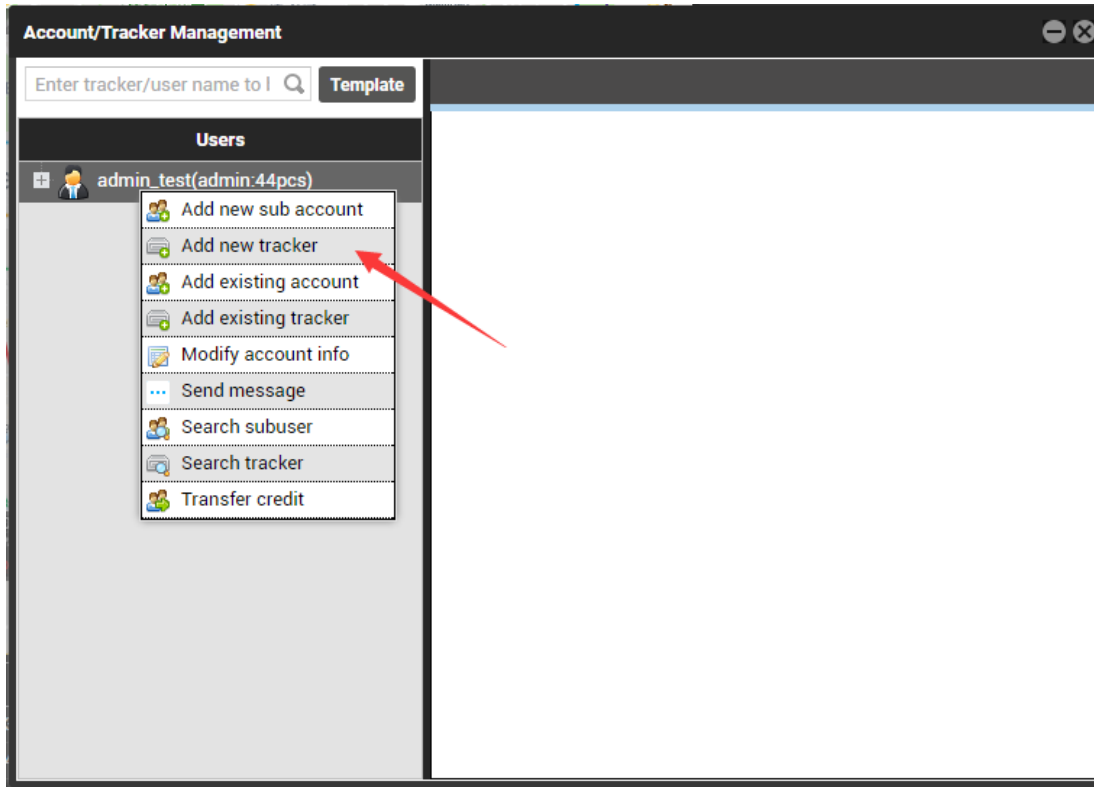 Account/Tracker Management
Enter tracker/user name to l
Template
Users
admin_test(admin:44pcs)
Add new sub account
Add new tracker
Add existing account
Add existing tracker
Modify account info
Send message
Search subuser
Search tracker
Transfer credit